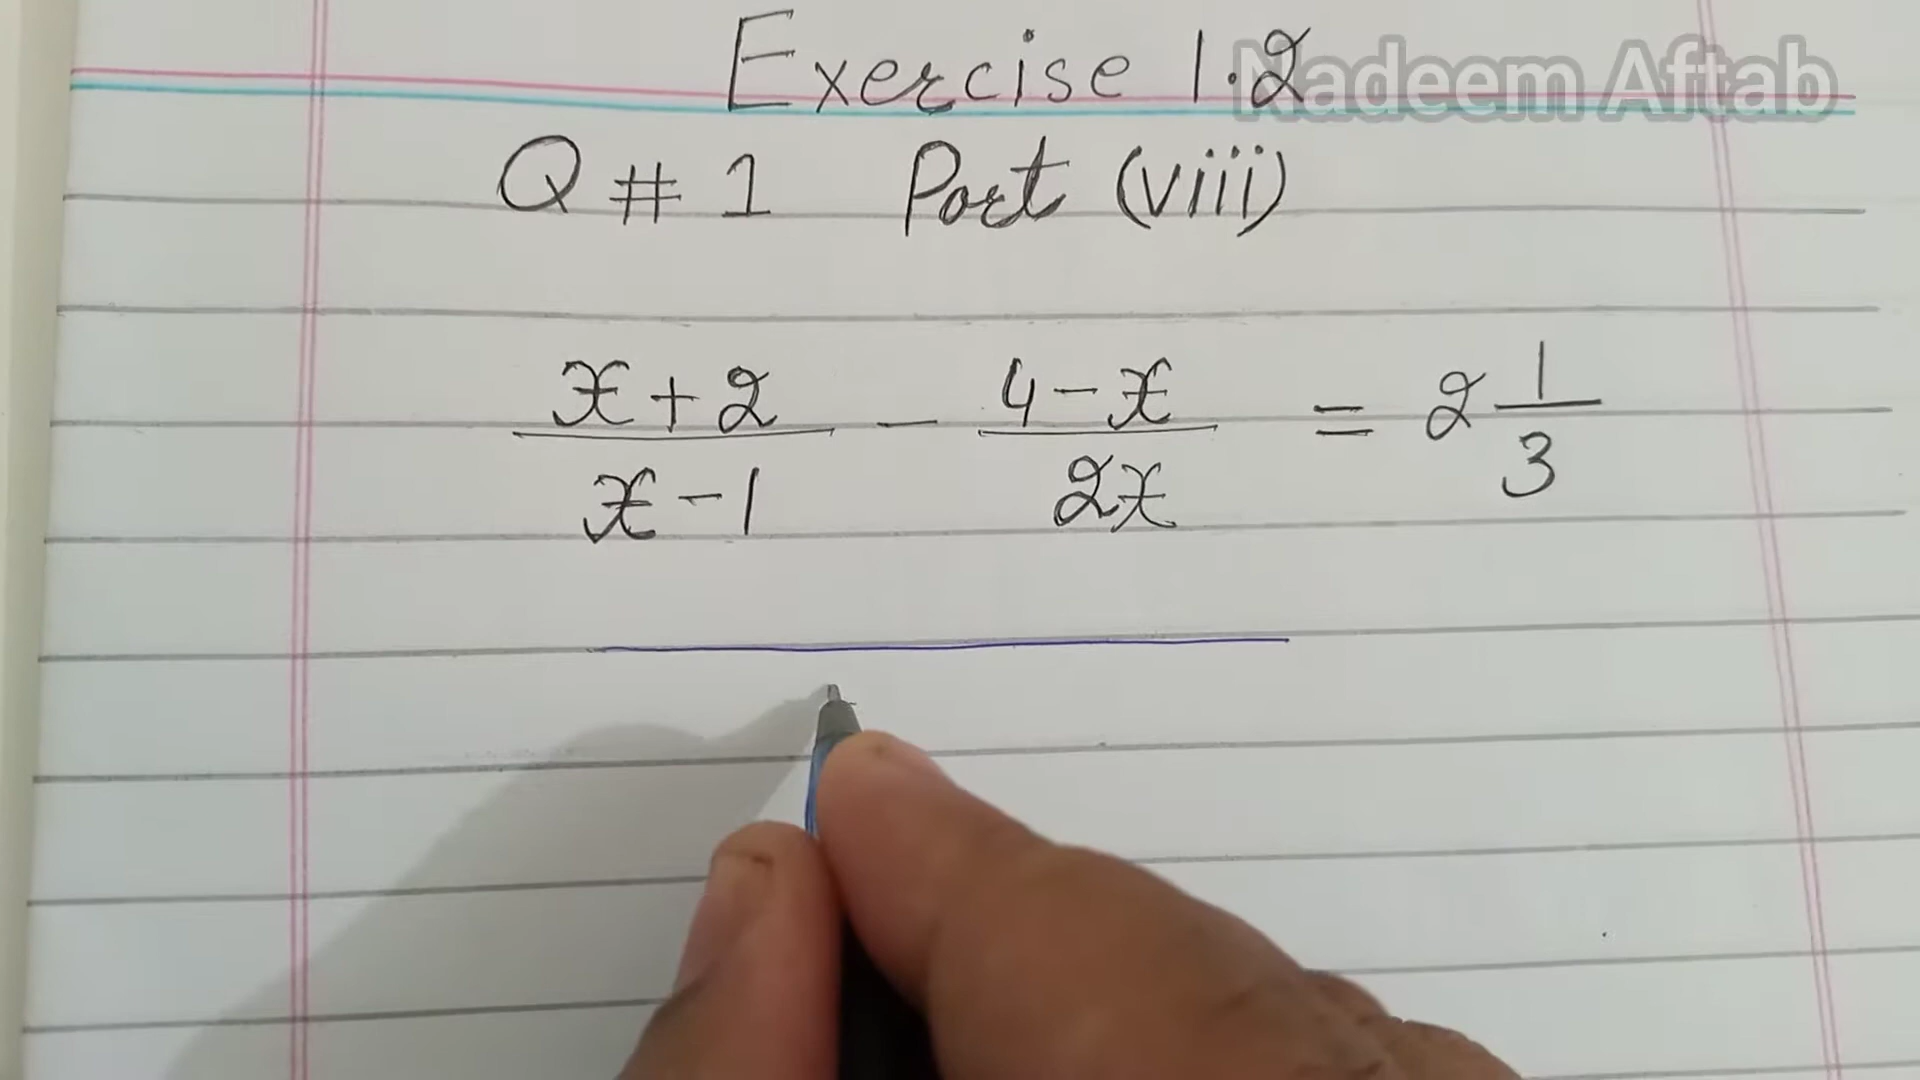 Exercise 1.2
Nadeem Aftab
Q # 1 Part (viii)
x+2/x-1 - 4-x/2x = 2 1/3